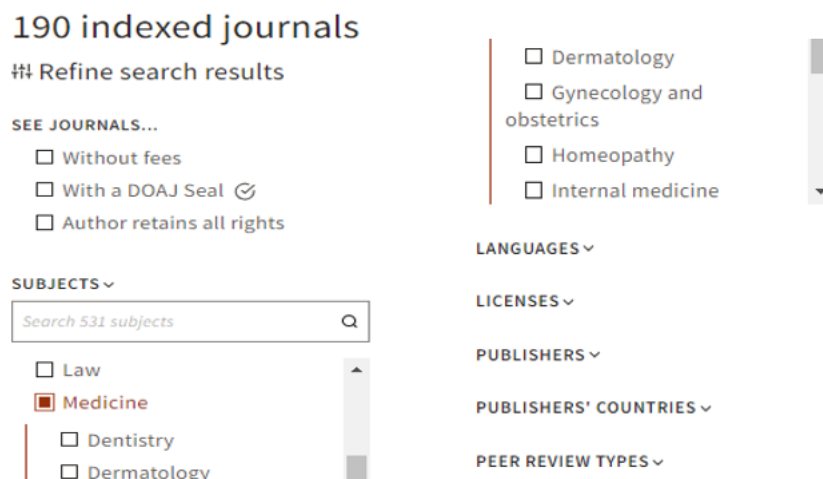 190 indexed journals
Refine search results
SEE JOURNALS...
Without fees
With a DOAJ Seal
Author retains all rights
SUBJECTS
Search 531 subjects
Law
Medicine
Dentistry
Dermatology
Dermatology
Gynecology and
obstetrics
Homeopathy
Internal medicine
LANGUAGES
LICENSES
PUBLISHERS
PUBLISHERS' COUNTRIES
PEER REVIEW TYPES